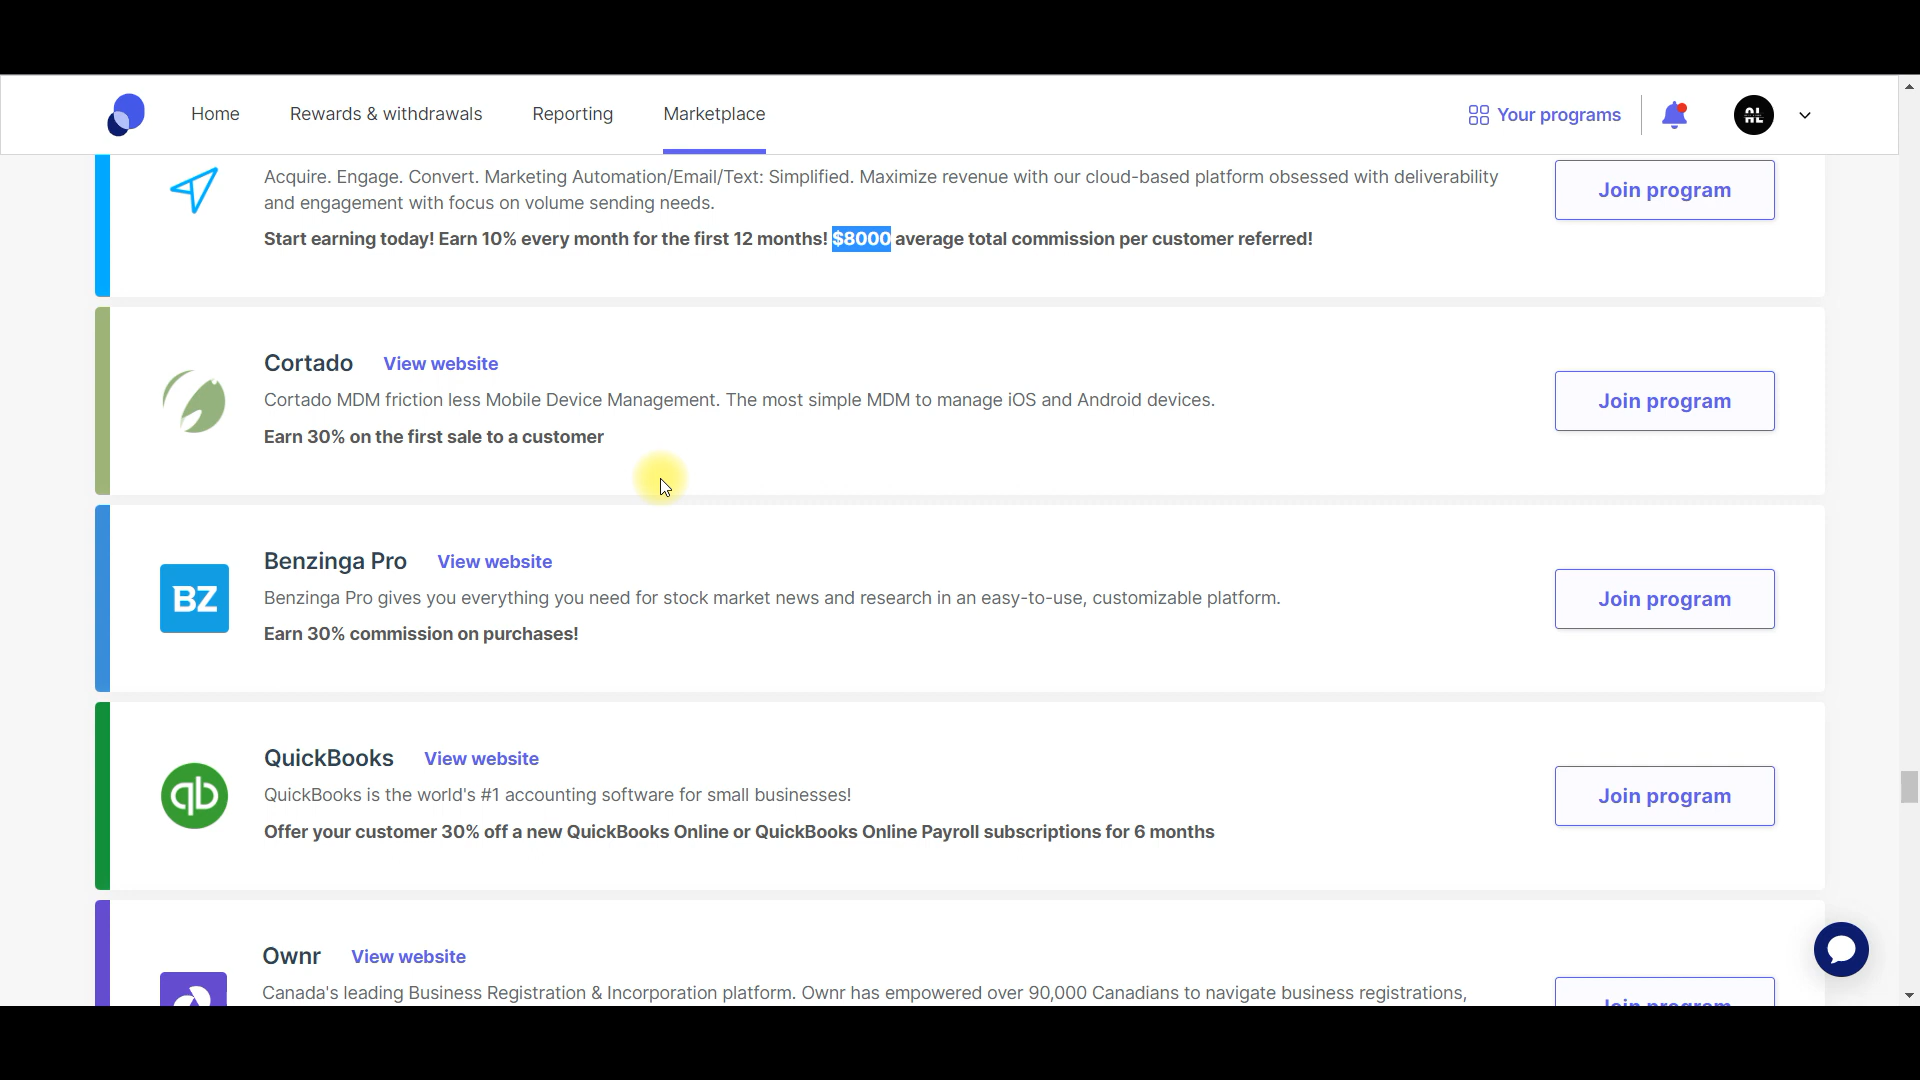 Home
Rewards & withdrawals
Reporting
Marketplace
Your programs
AL
Acquire. Engage. Convert. Marketing Automation/Email/Text: Simplified. Maximize revenue with our cloud-based platform obsessed with deliverability
and engagement with focus on volume sending needs.
Start earning today! Earn 10% every month for the first 12 months! $8000 average total commission per customer referred!
Join program
Cortado View website
Cortado MDM friction less Mobile Device Management. The most simple MDM to manage iOS and Android devices.
Earn 30% on the first sale to a customer
Join program
BZ
Benzinga Pro View website
Benzinga Pro gives you everything you need for stock market news and research in an easy-to-use, customizable platform.
Earn 30% commission on purchases!
Join program
qb
QuickBooks View website
QuickBooks is the world's #1 accounting software for small businesses!
Offer your customer 30% off a new QuickBooks Online or QuickBooks Online Payroll subscriptions for 6 months
Join program
Ownr View website
Canada's leading Business Registration & Incorporation platform. Ownr has empowered over 90,000 Canadians to navigate business registrations,
Join program